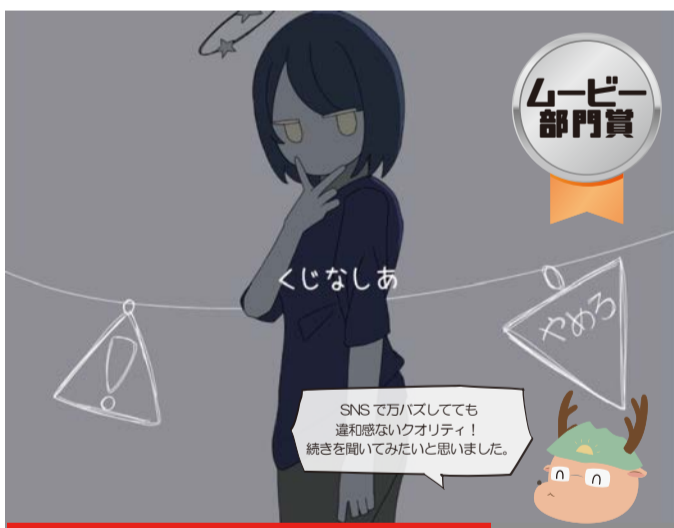 ムービー
部門賞
くじなしあ
!
やめろ
SNSで万バズしてても
違和感ないクオリティ！
続きを聞いてみたいと思いました。